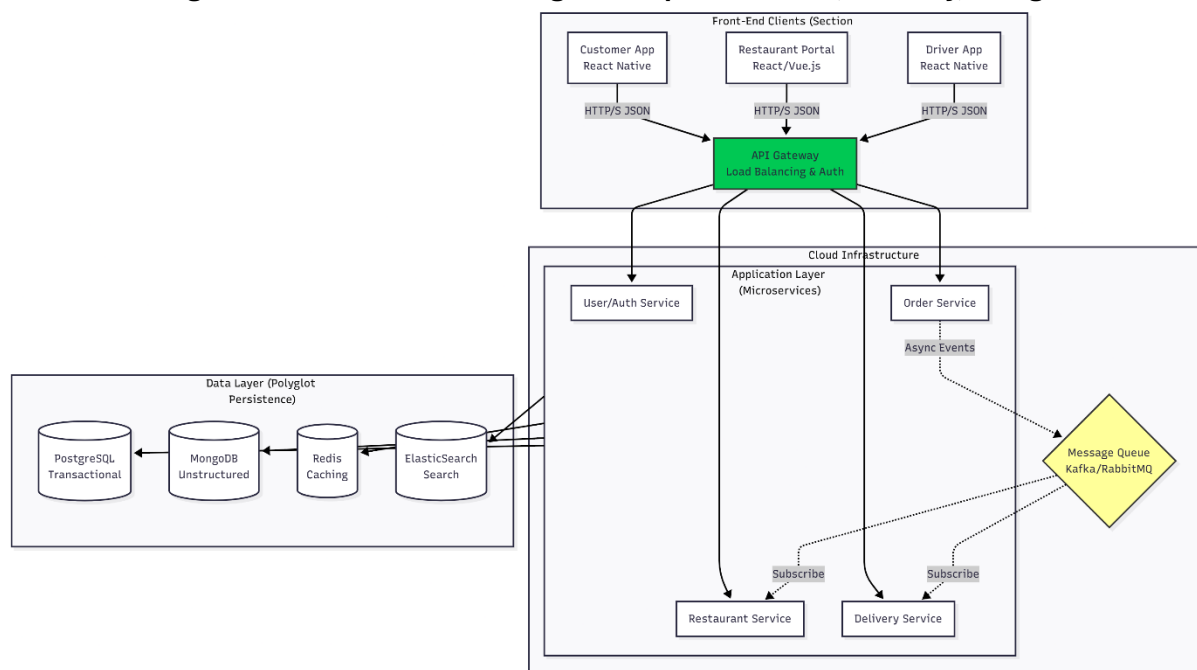 Front-End Clients (Section
Customer App
React Native
Restaurant Portal
React/Vue.js
Driver App
React Native
HTTP/S JSON
HTTP/S JSON
HTTP/S JSON
API Gateway
Load Balancing & Auth
Cloud Infrastructure
Application Layer
(Microservices)
User/Auth Service
Order Service
Async Events
Data Layer (Polyglot
Persistence)
PostgreSQL
Transactional
MongoDB
Unstructured
Redis
Caching
ElasticSearch
Search
Message Queue
Kafka/RabbitMQ
Subscribe
Subscribe
Restaurant Service
Delivery Service